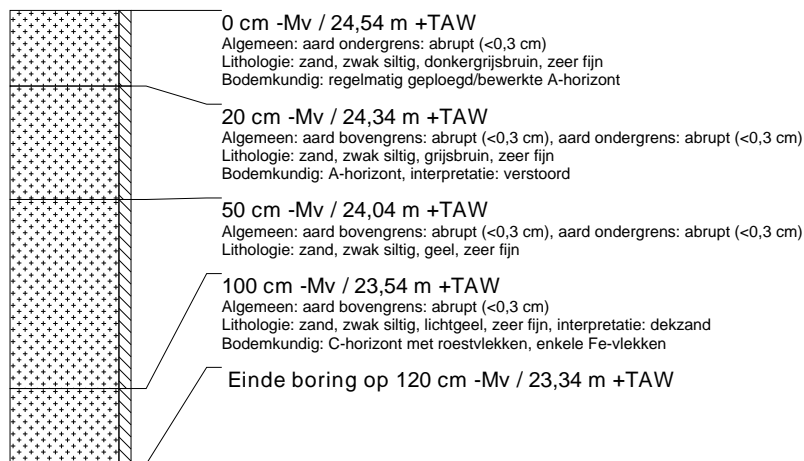 0 cm -Mv / 24,54 m +TAW
Algemeen: aard ondergrens: abrupt (<0,3 cm)
Lithologie: zand, zwak siltig, donkergrijsbruin, zeer fijn
Bodemkundig: regelmatig geploegd/bewerkte A-horizont
20 cm -Mv / 24,34 m +TAW
Algemeen: aard bovengrens: abrupt (<0,3 cm), aard ondergrens: abrupt (<0,3 cm)
Lithologie: zand, zwak siltig, grijsbruin, zeer fijn
Bodemkundig: A-horizont, interpretatie: verstoord
50 cm -Mv / 24,04 m +TAW
Algemeen: aard bovengrens: abrupt (<0,3 cm), aard ondergrens: abrupt (<0,3 cm)
Lithologie: zand, zwak siltig, geel, zeer fijn
100 cm -Mv / 23,54 m +TAW
Algemeen: aard bovengrens: abrupt (<0,3 cm)
Lithologie: zand, zwak siltig, lichtgeel, zeer fijn, interpretatie: dekzand
Bodemkundig: C-horizont met roestvlekken, enkele Fe-vlekken
Einde boring op 120 cm -Mv / 23,34 m +TAW